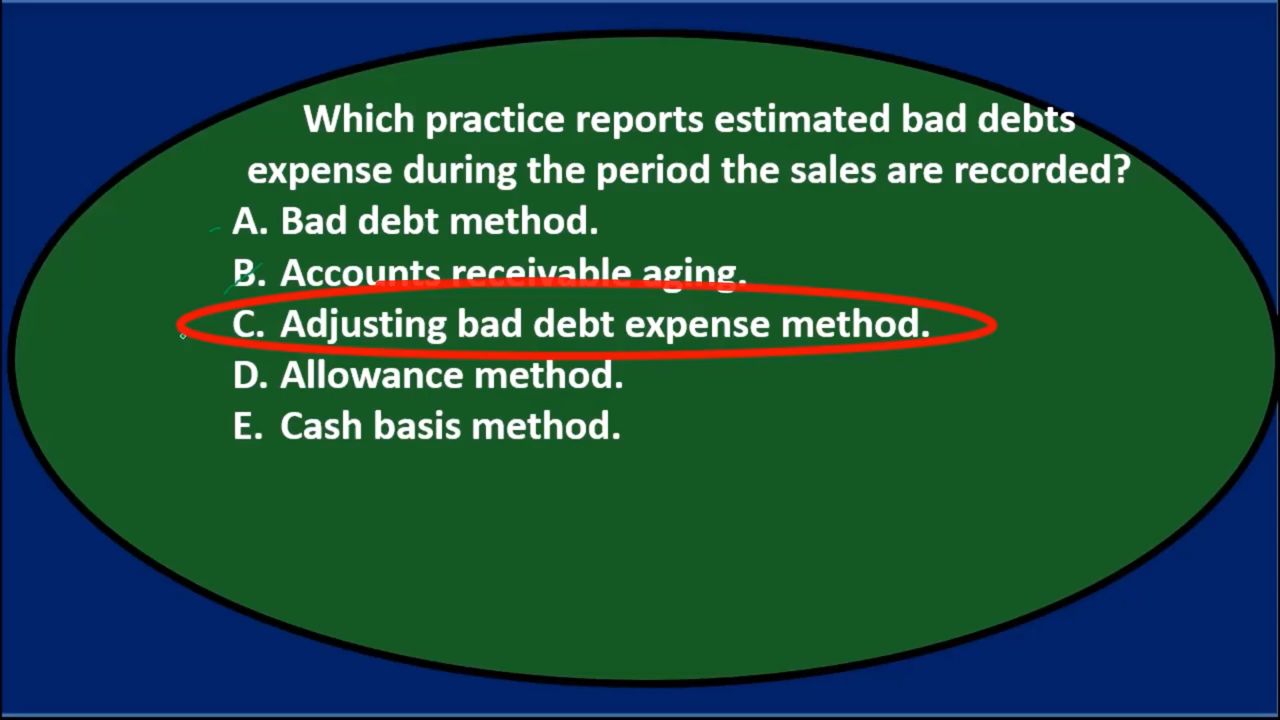 Which practice reports estimated bad debts
expense during the period the sales are recorded?
A. Bad debt method.
B. Accounts receivable aging.
C. Adjusting bad debt expense method.
D. Allowance method.
E. Cash basis method.